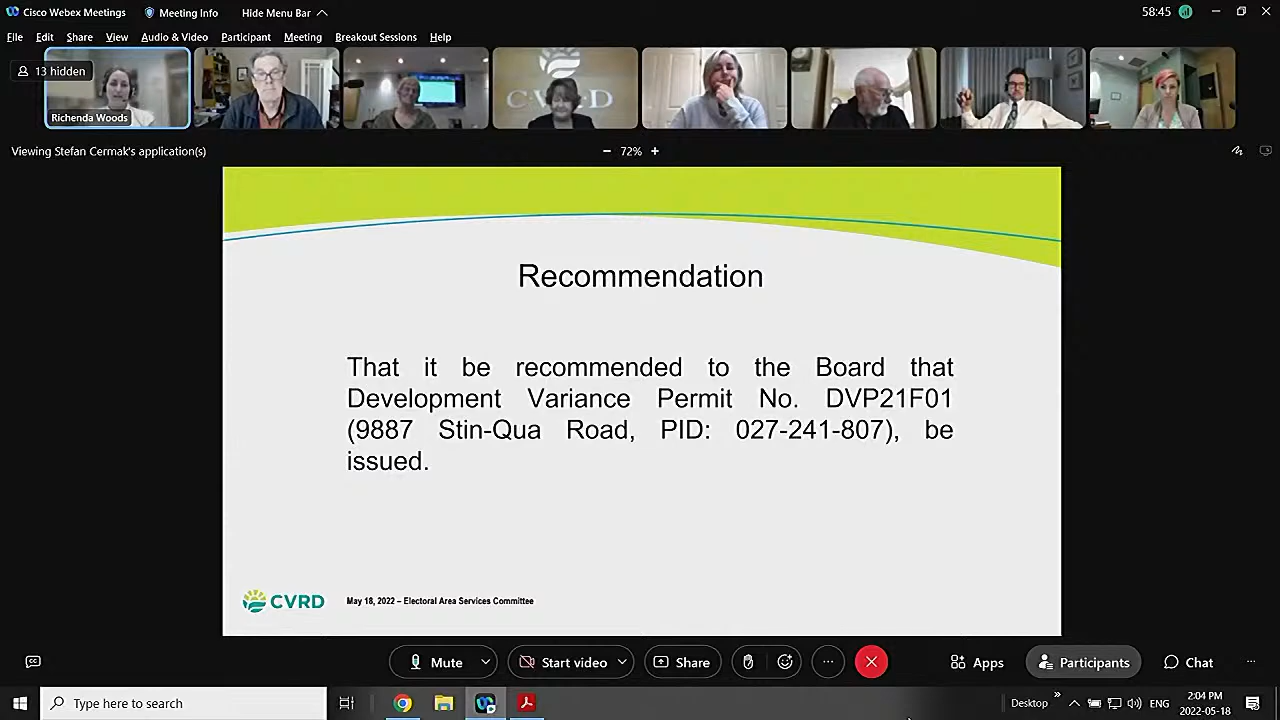 Cisco Webex Meetings
Meeting Info
Hide Menu Bar
58:45
File Edit Share View Audio & Video Participant Meeting Breakout Sessions Help
13 hidden
Richenda Woods
CVRD
Viewing Stefan Cermak's application(s)
72%
Recommendation
That it be recommended to the Board that
Development Variance Permit No. DVP21F01
(9887 Stin-Qua Road, PID: 027-241-807), be
issued.
CVRD
May 18, 2022 – Electoral Area Services Committee
Mute
Start video
Share
Apps
Participants
Chat
Type here to search
Desktop
ENG
2:04 PM
2022-05-18